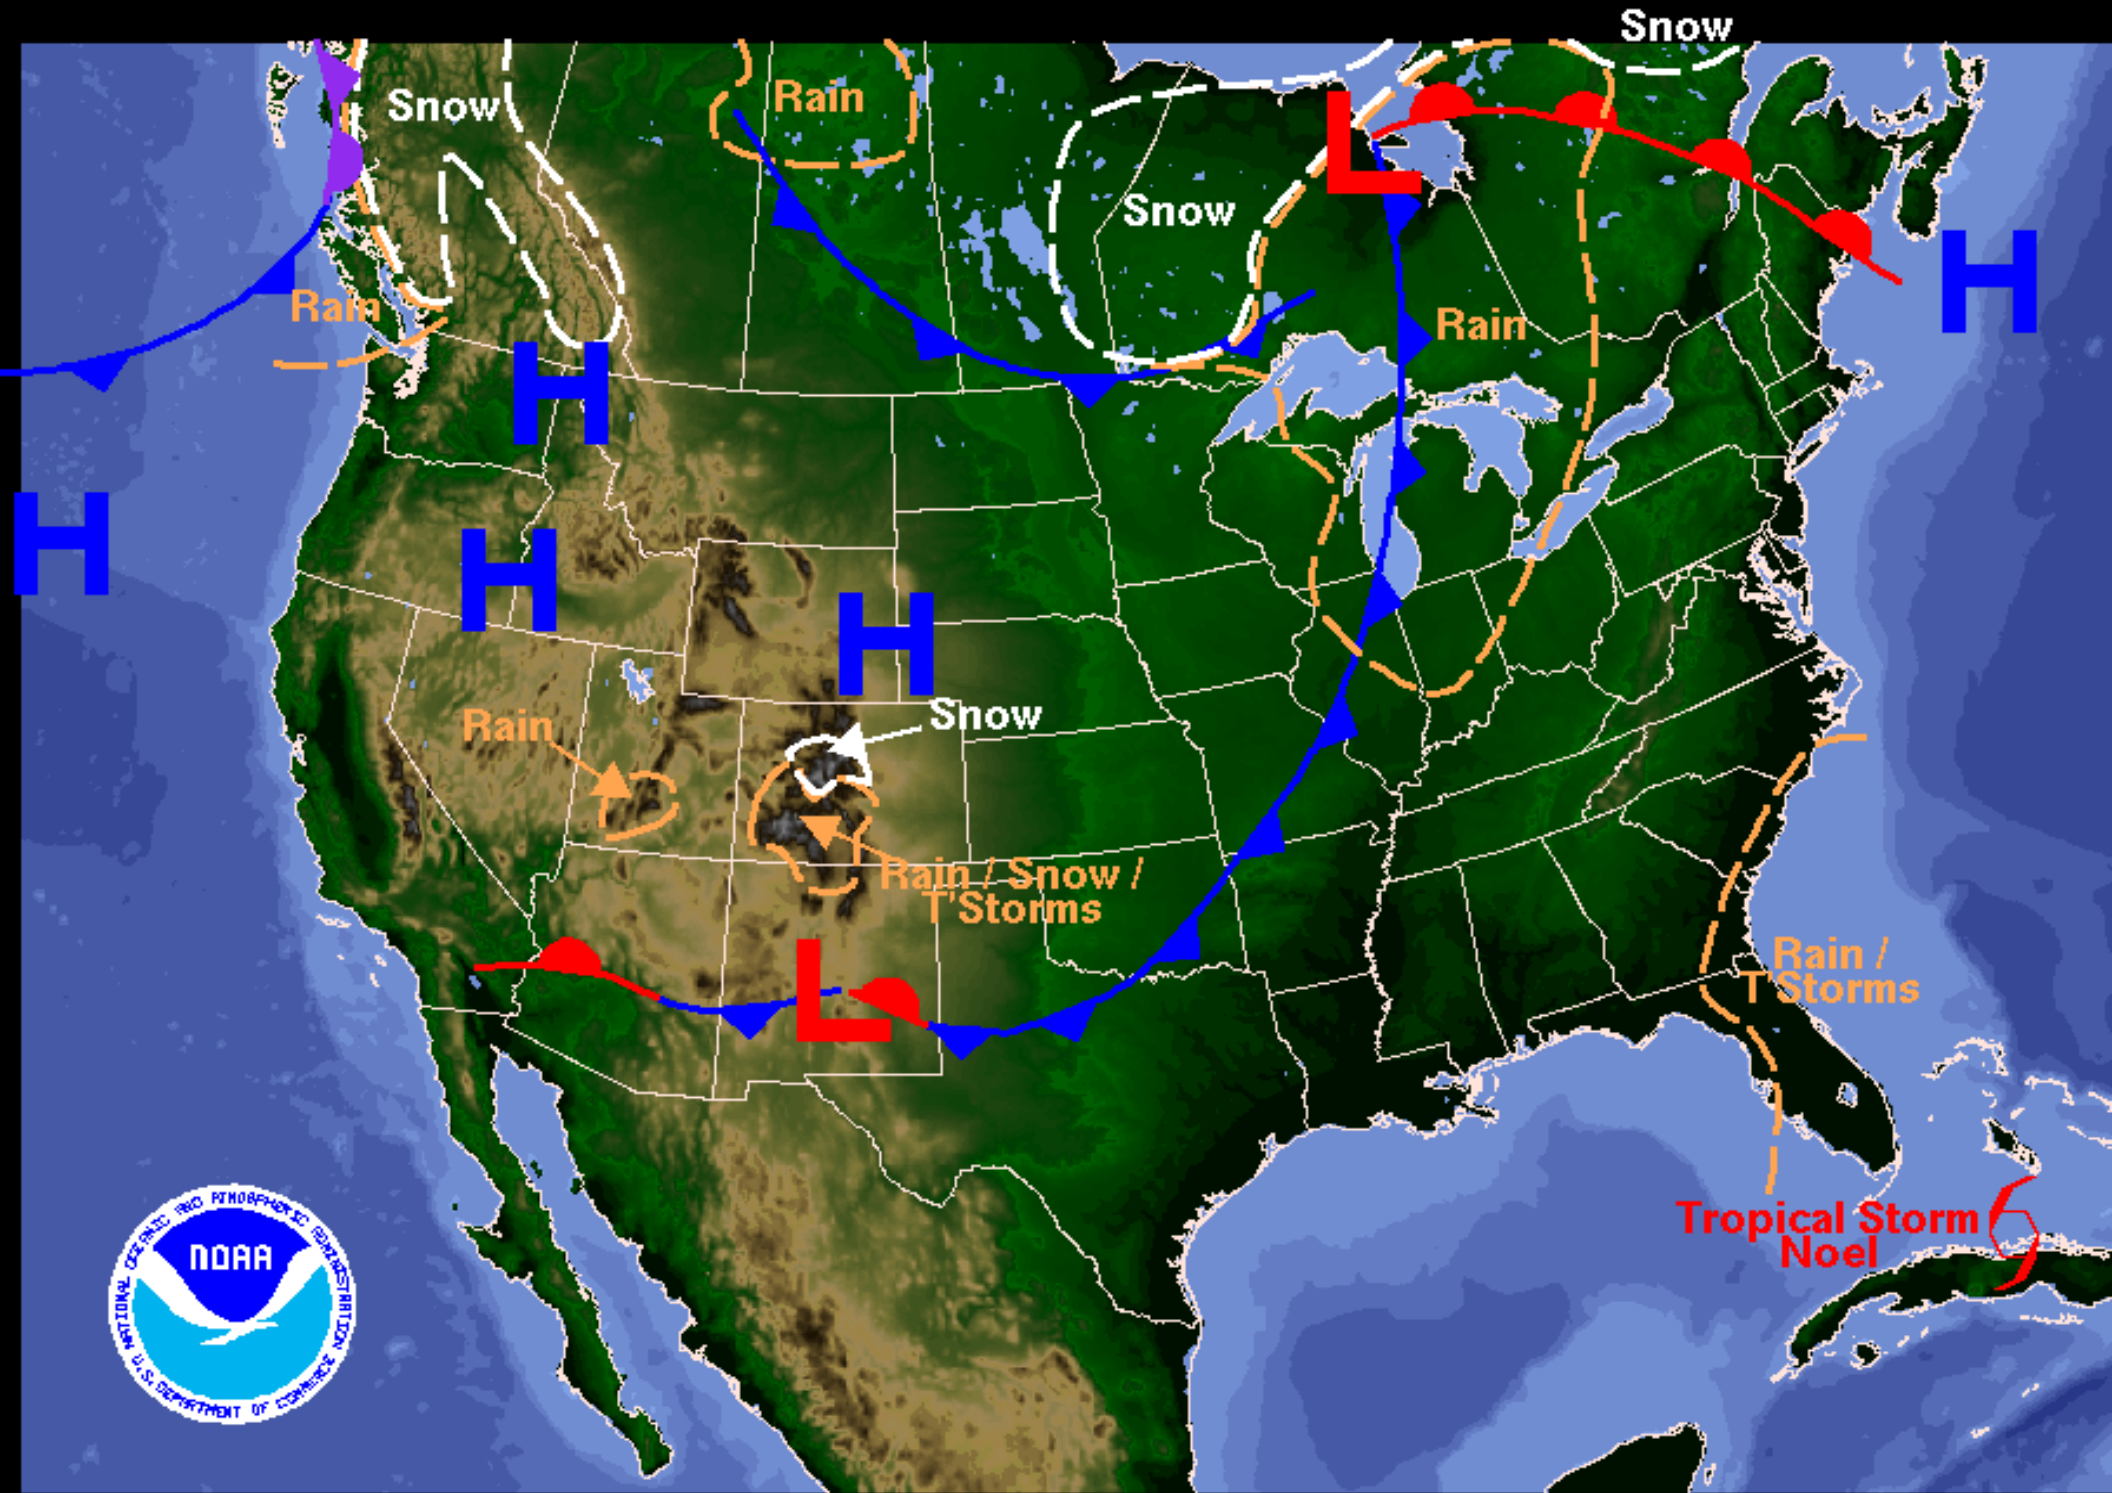 Snow
Snow
Rain
Snow
H
L
Rain
Rain
H
H
H
H
H
Snow
Rain
Rain / Snow /
T'Storms
L
Rain /
T'Storms
Tropical Storm
Noel
NATIONAL OCEANIC AND ATMOSPHERIC ADMINISTRATION
NOAA
U.S. DEPARTMENT OF COMMERCE